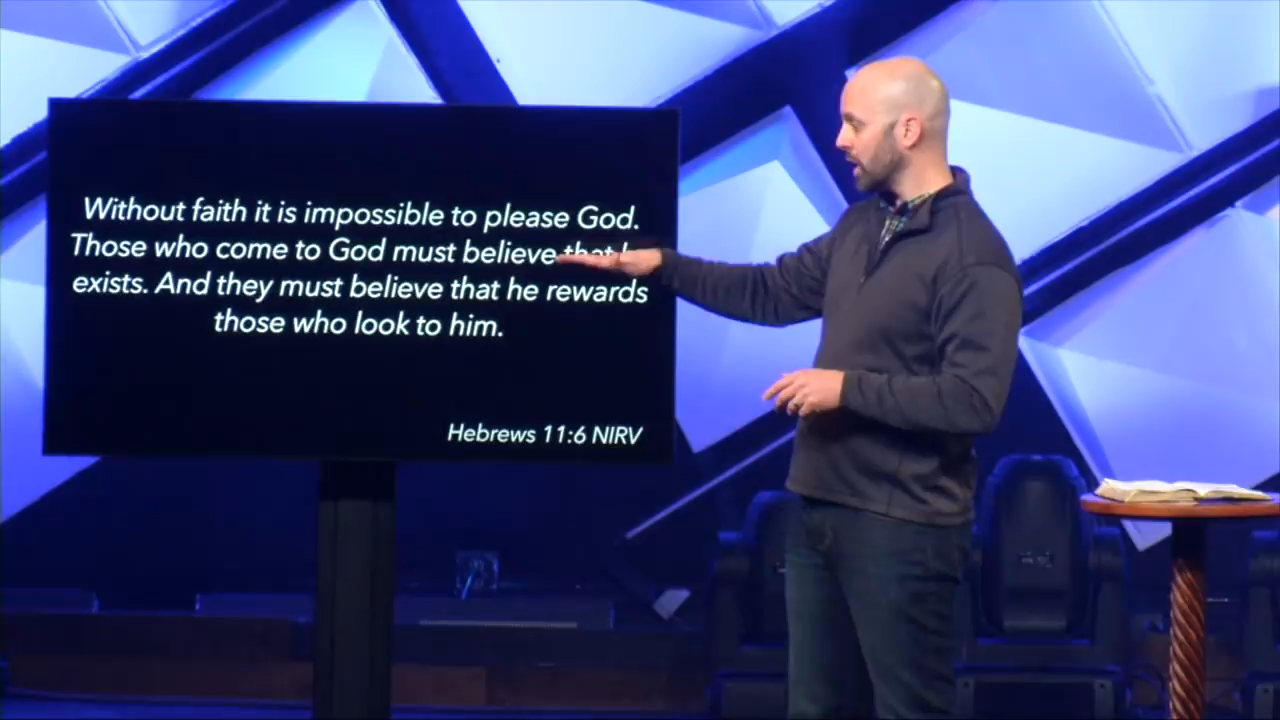 Without faith it is impossible to please God.
Those who come to God must believe that
exists. And they must believe that he rewards
those who look to him.
Hebrews 11:6 NIRV